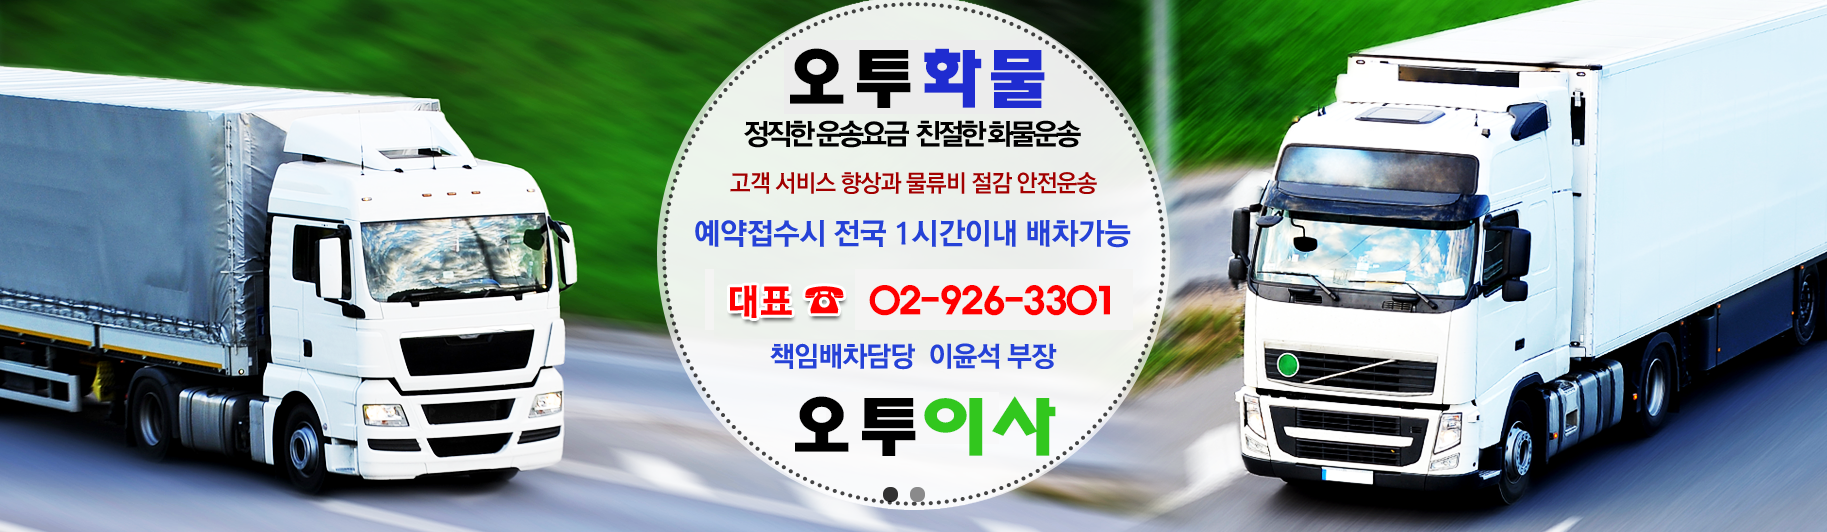 오투화물
정직한 운송요금 친절한 화물운송
고객 서비스 향상과 물류비 절감 안전운송
예약접수시 전국 1시간이내 배차가능
대표 ☎ 02-926-3301
책임배차담당 이윤석 부장
오투이사